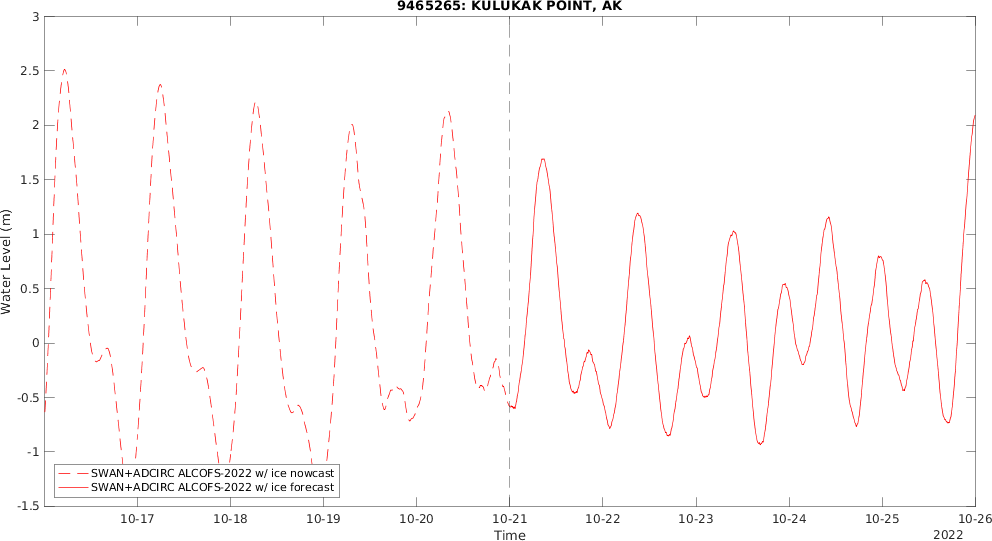 9465265: KULUKAK POINT, AK
3
2.5
2
1.5
1
0.5
0
-0.5
-1
-1.5
Water Level (m)
SWAN+ADCIRC ALCOFS-2022 w/ ice nowcast
SWAN+ADCIRC ALCOFS-2022 w/ ice forecast
10-17 10-18 10-19 10-20 10-21 10-22 10-23 10-24 10-25 10-26
Time
2022